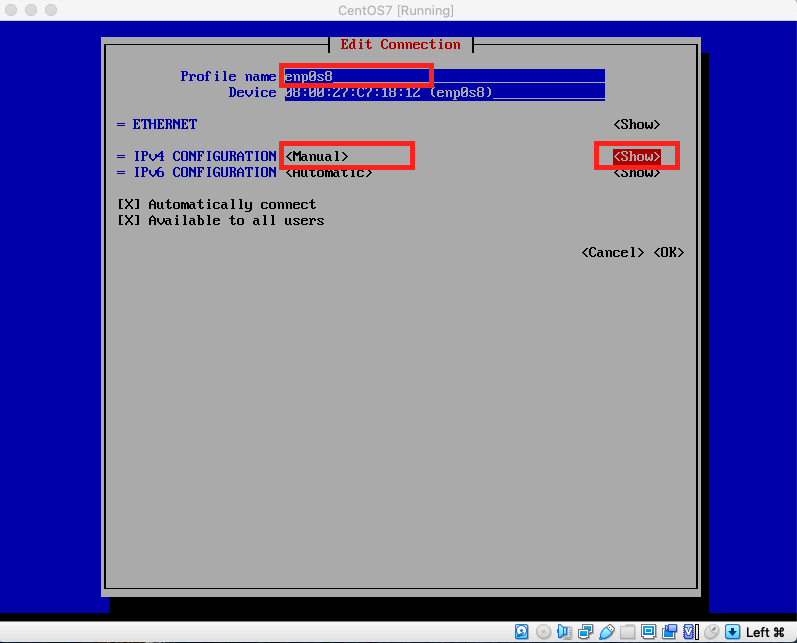 CentOS7 [Running]
Edit Connection
Profile name enp0s8
Device 08:00:27:C7:18:12 (enp0s8)
= ETHERNET <Show>
= IPv4 CONFIGURATION <Manual> <Show>
= IPv6 CONFIGURATION <Automatic> <Show>
[X] Automatically connect
[X] Available to all users
<Cancel> <OK>
Left ⌘